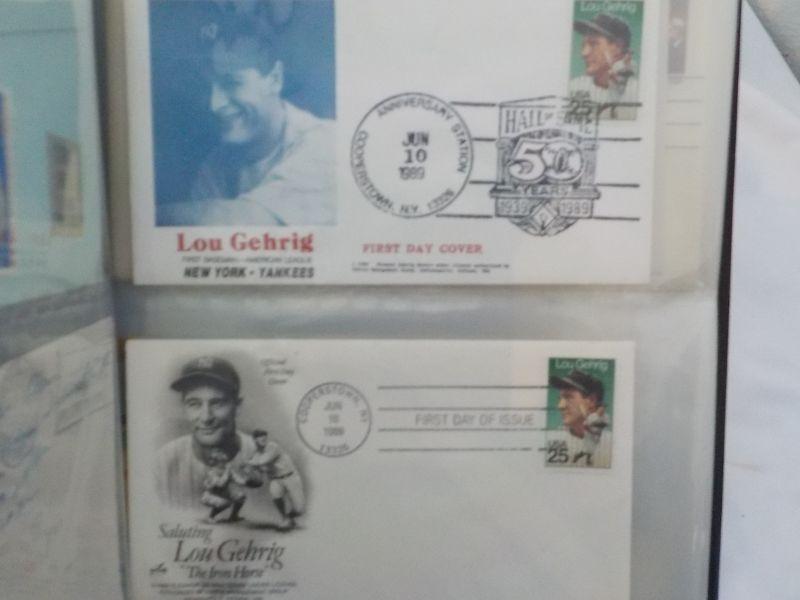 Lou Gehrig
USA
25
ANNIVERSARY STATION
JUN
10
1989
COOPERSTOWN, N.Y. 13326
HALL OF FAME
50
YEARS
1939 1989
Lou Gehrig
FIRST BASEMAN - AMERICAN LEAGUE
NEW YORK - YANKEES
FIRST DAY COVER
Official
First Day
Cover
COOPERSTOWN, NY
JUN
10
1989
13326
FIRST DAY OF ISSUE
Lou Gehrig
USA
25
Saluting
Lou Gehrig
"The Iron Horse"